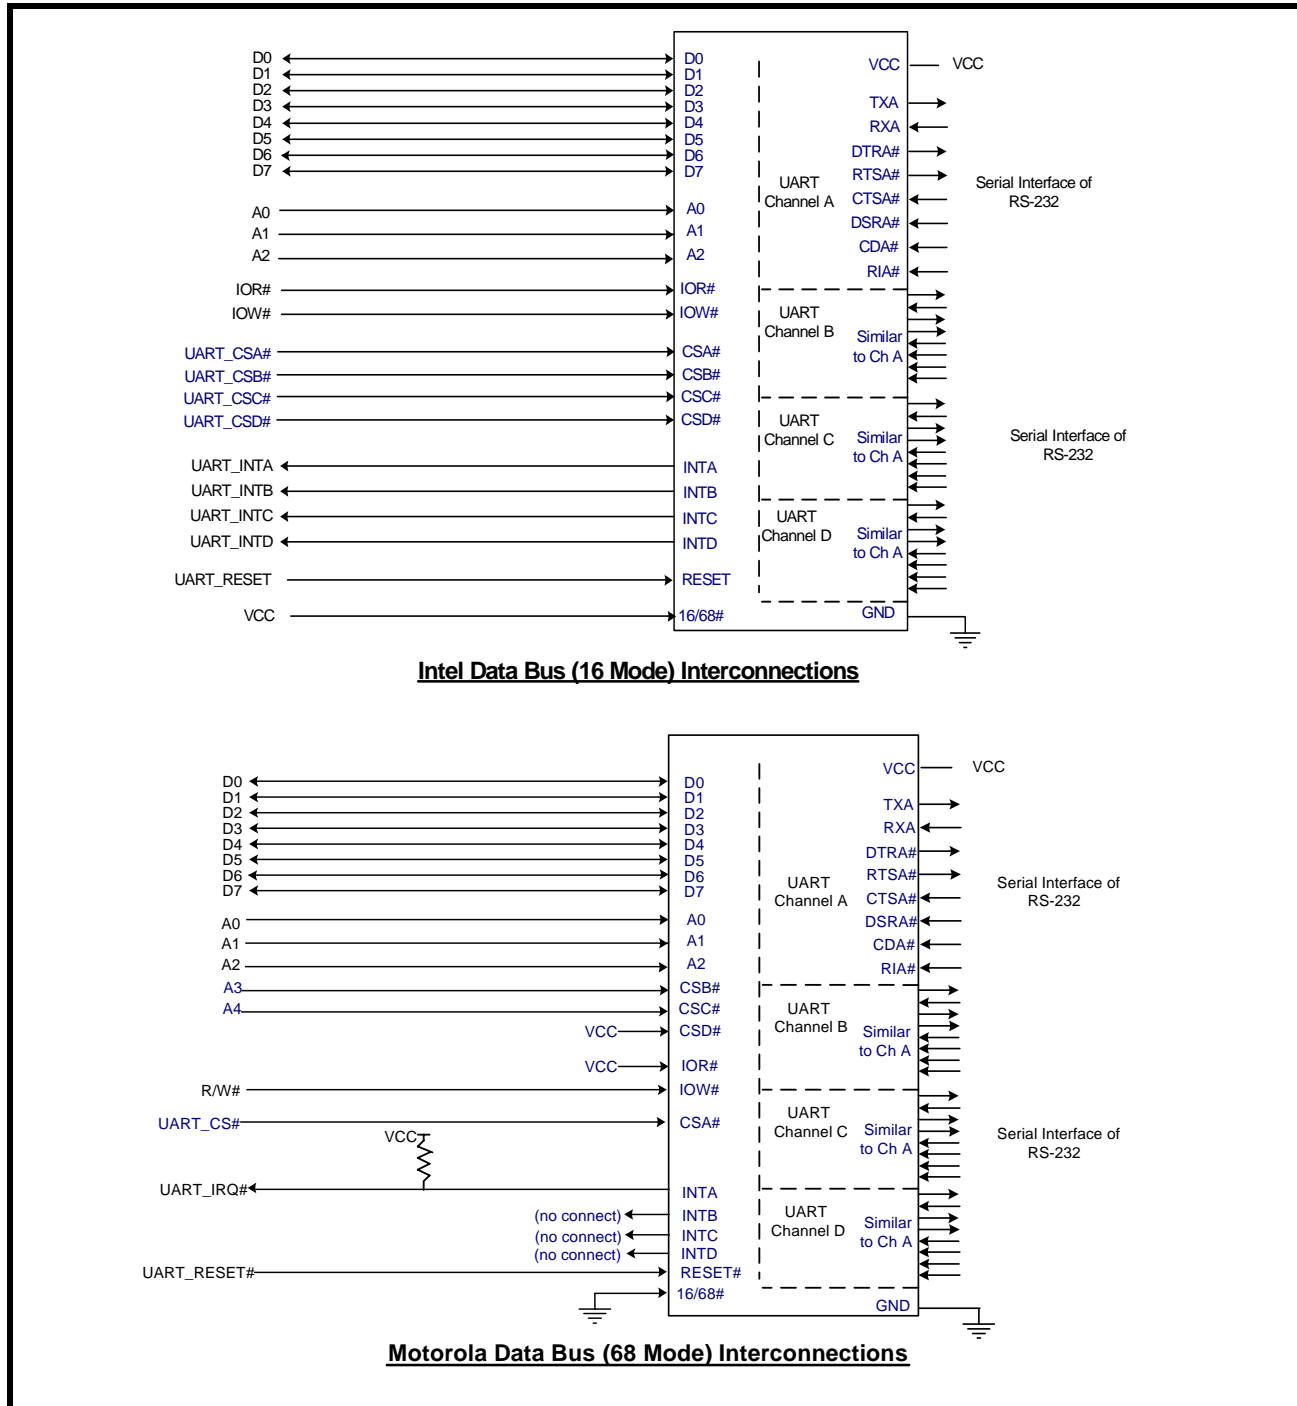 D0 D0 VCC VCC
D1 D1
D2 D2
D3 D3 TXA
D4 D4 RXA
D5 D5
D6 D6 DTRA#
D7 D7 RTSA#
UART
Channel A
Serial Interface of
RS-232
A0 A0 CTSA#
A1 A1 DSRA#
A2 A2 CDA#
RIA#
IOR# IOR#
IOW# IOW#
UART
Channel B
Similar
to Ch A
UART_CSA# CSA#
UART_CSB# CSB#
UART_CSC# CSC#
UART_CSD# CSD#
UART
Channel C
Similar
to Ch A
Serial Interface of
RS-232
UART_INTA INTA
UART_INTB INTB
UART_INTC INTC
UART_INTD INTD
UART
Channel D
Similar
to Ch A
UART_RESET RESET
VCC 16/68# GND
Intel Data Bus (16 Mode) Interconnections
D0 D0 VCC VCC
D1 D1
D2 D2 TXA
D3 D3 RXA
D4 D4
D5 D5 DTRA#
D6 D6 RTSA#
D7 D7
UART
Channel A
Serial Interface of
RS-232
CTSA#
A0 A0 DSRA#
A1 A1 CDA#
A2 A2 RIA#
A3 CSB#
A4 CSC#
VCC CSD#
UART
Channel B
Similar
to Ch A
VCC IOR#
R/W# IOW#
UART_CS# CSA#
UART
Channel C
Similar
to Ch A
Serial Interface of
RS-232
VCC
UART_IRQ# INTA
(no connect) INTB
(no connect) INTC
(no connect) INTD
UART
Channel D
Similar
to Ch A
UART_RESET# RESET#
16/68# GND
Motorola Data Bus (68 Mode) Interconnections